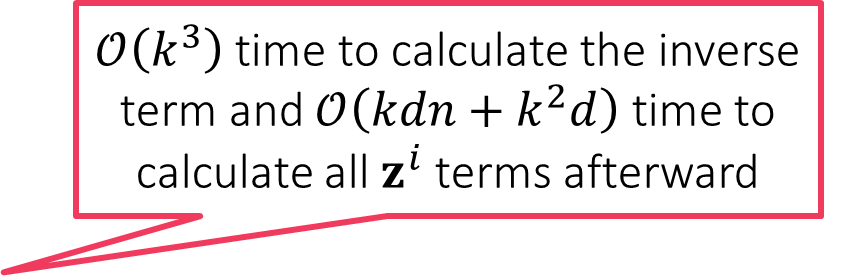 𝒪(k³) time to calculate the inverse
term and 𝒪(kdn + k²d) time to
calculate all 𝐳ⁱ terms afterward